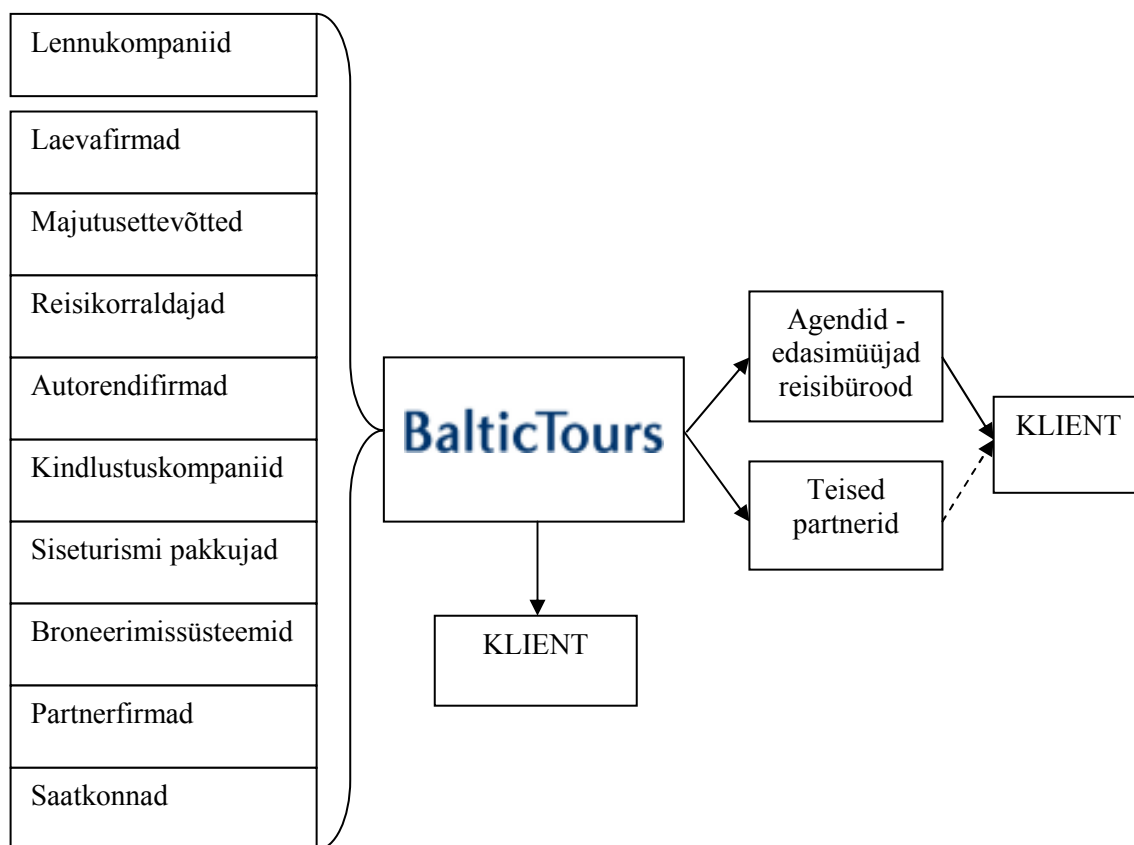 Lennukompaniid
Laevafirmad
Majutusettevõtted
Reisikorraldajad
Autorendifirmad
Kindlustuskompaniid
Siseturismi pakkujad
Broneerimissüsteemid
Partnerfirmad
Saatkonnad
BalticTours
KLIENT
Agendid -
edasimüüjad
reisibürood
Teised
partnerid
KLIENT